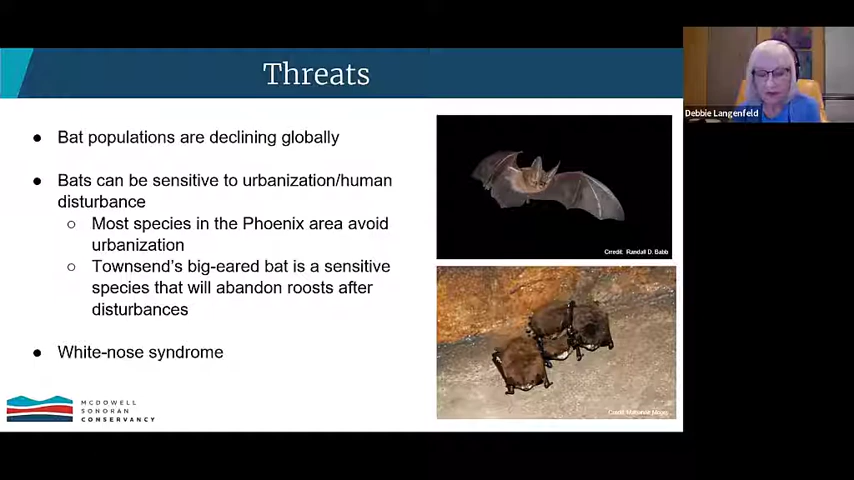 Threats
Debbie Langenfeld
● Bat populations are declining globally
● Bats can be sensitive to urbanization/human
disturbance
○ Most species in the Phoenix area avoid
urbanization
○ Townsend's big-eared bat is a sensitive
species that will abandon roosts after
disturbances
● White-nose syndrome
Credit: Randall D. Babb
MCDOWELL
SONORAN
CONSERVANCY